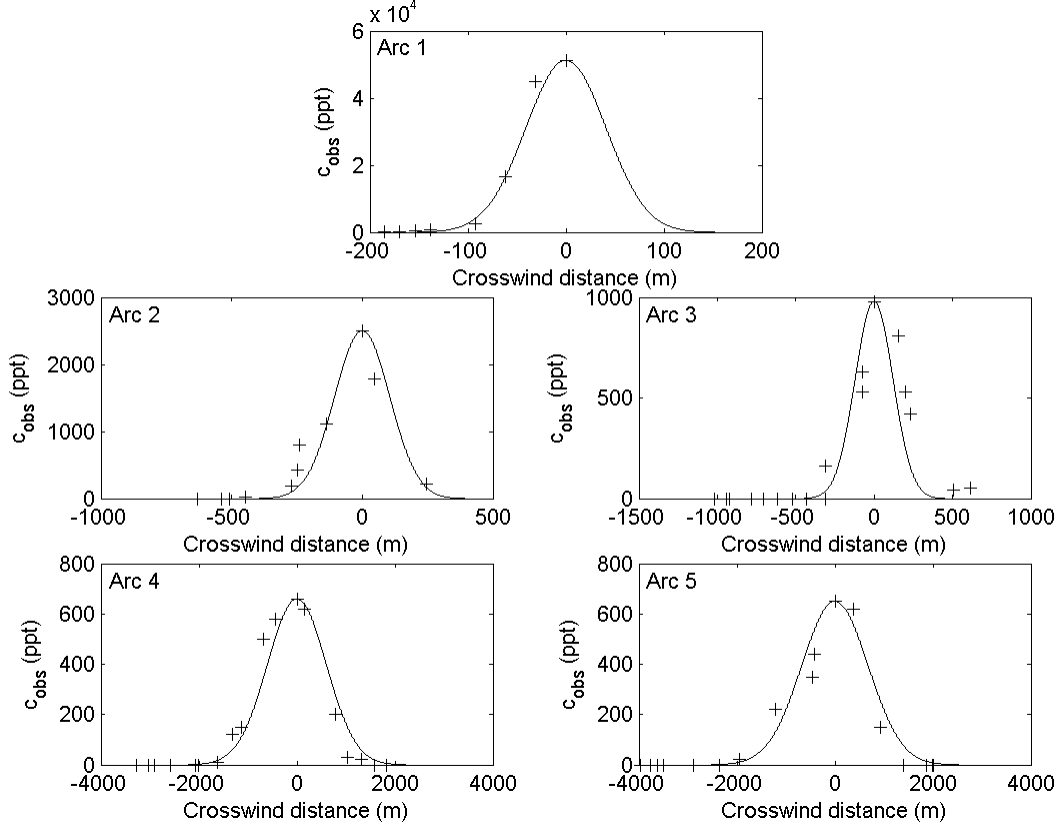 x 10⁴
Arc 1
6
4
2
0
c_obs (ppt)
-200 -100 0 100 200
Crosswind distance (m)
Arc 2
3000
2000
1000
0
c_obs (ppt)
-1000 -500 0 500
Crosswind distance (m)
Arc 3
1000
500
0
c_obs (ppt)
-1500 -1000 -500 0 500 1000
Crosswind distance (m)
Arc 4
800
600
400
200
0
c_obs (ppt)
-4000 -2000 0 2000 4000
Crosswind distance (m)
Arc 5
800
600
400
200
0
c_obs (ppt)
-4000 -2000 0 2000 4000
Crosswind distance (m)